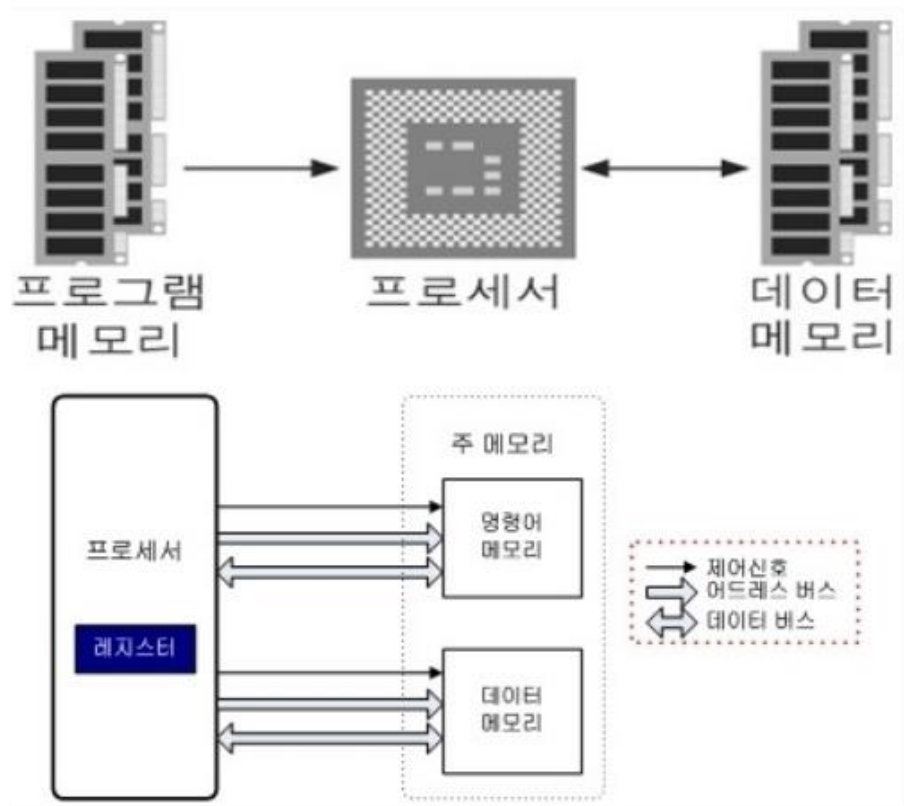 프로그램
메모리
프로세서
데이터
메모리
프로세서
레지스터
주 메모리
명령어
메모리
데이터
메모리
제어신호
어드레스 버스
데이터 버스